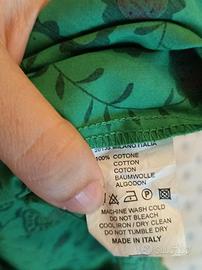 20135 MILANO ITALIA
100% COTONE
COTTON
COTON
BAUMWOLLE
ALGODON
MACHINE WASH COLD
DO NOT BLEACH
COOL IRON / DRY CLEAN
DO NOT TUMBLE DRY
MADE IN ITALY